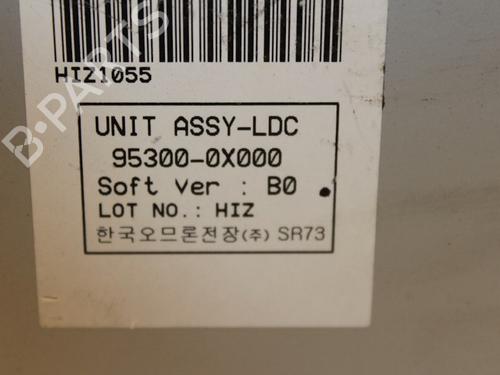 HIZ1055
UNIT ASSY-LDC
95300-0X000
Soft Ver : B0
LOT NO.: HIZ
한국오므론전장(주) SR73
B-PARTS